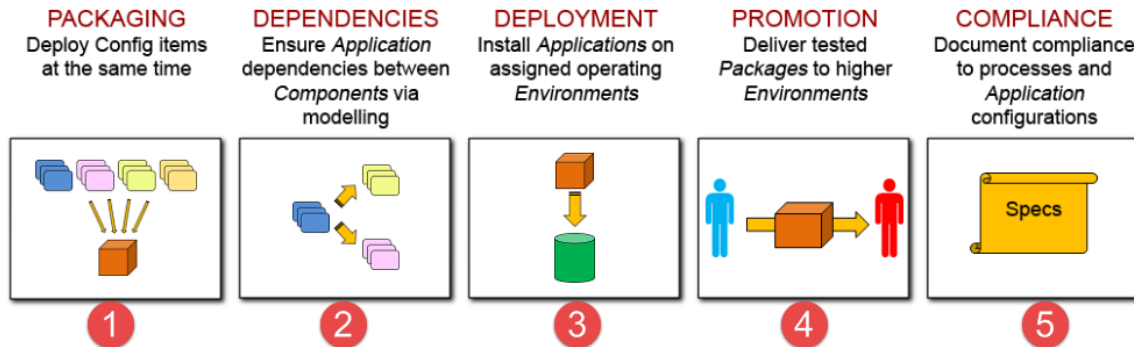 PACKAGING
Deploy Config items
at the same time
DEPENDENCIES
Ensure Application
dependencies between
Components via
modelling
DEPLOYMENT
Install Applications on
assigned operating
Environments
PROMOTION
Deliver tested
Packages to higher
Environments
COMPLIANCE
Document compliance
to processes and
Application
configurations
Specs
1
2
3
4
5